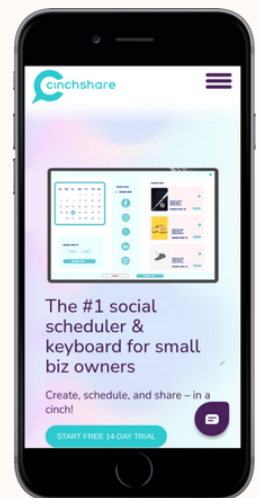 cinchshare
The #1 social
scheduler &
keyboard for small
biz owners
Create, schedule, and share – in a
cinch!
START FREE 14-DAY TRIAL